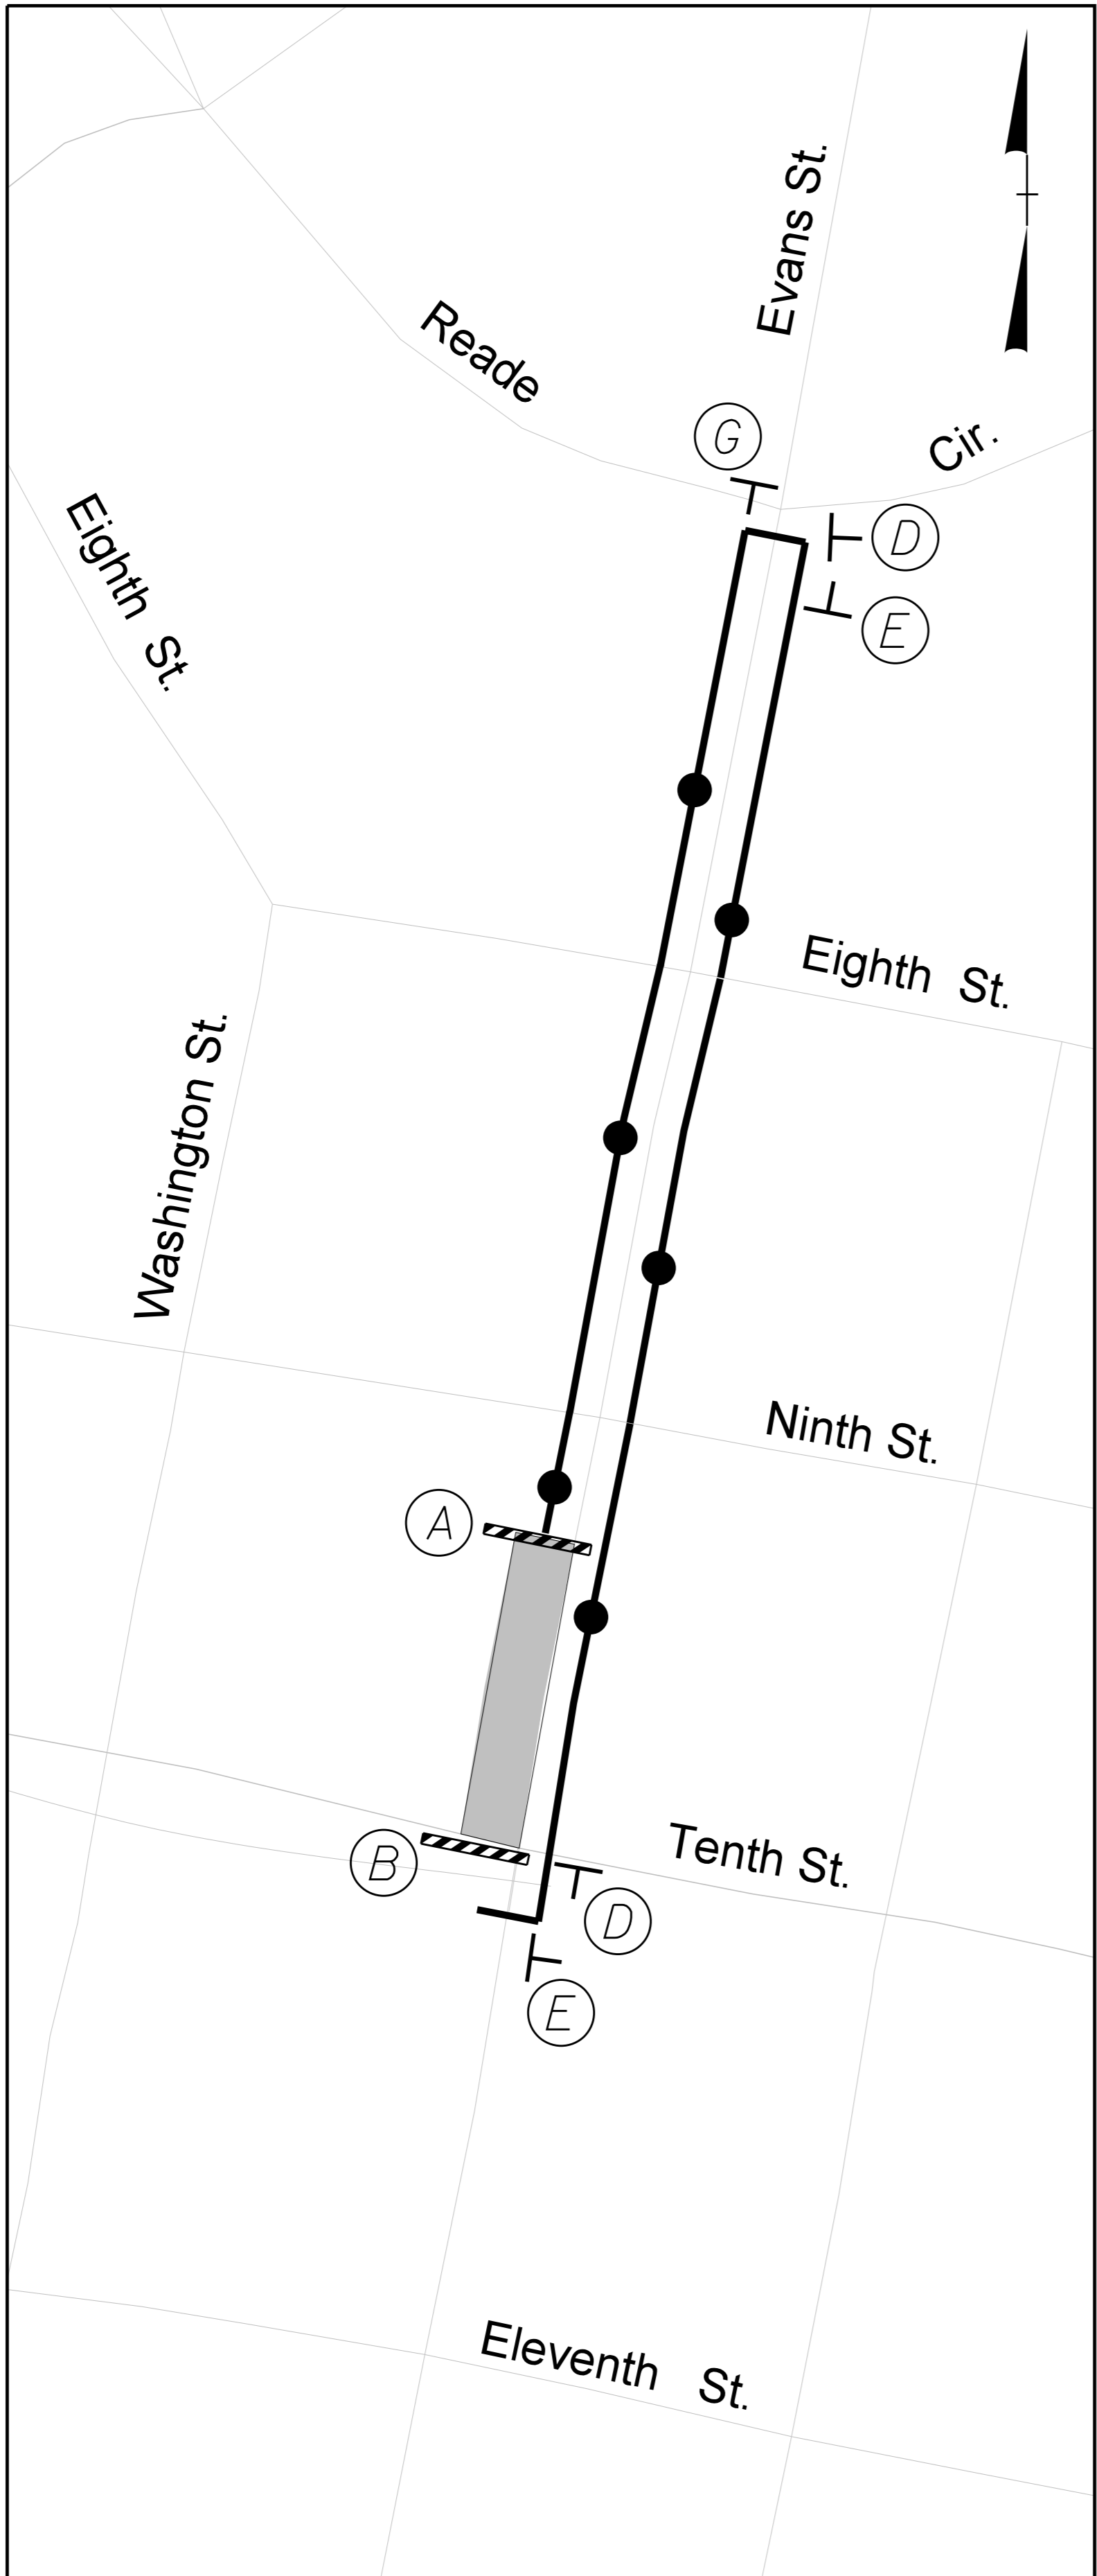 Evans St.
Reade
Cir.
G
D
E
Eighth St.
Eighth St.
Washington St.
Ninth St.
A
Tenth St.
B
D
E
Eleventh St.